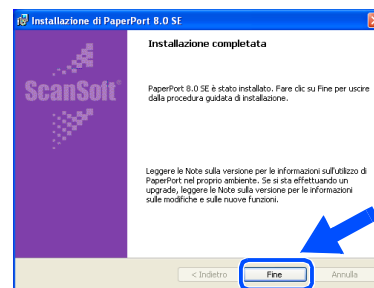 Installazione di PaperPort 8.0 SE
Installazione completata
ScanSoft®
PaperPort 8.0 SE è stato installato. Fare clic su Fine per uscire
dalla procedura guidata di installazione.
Leggere le Note sulla versione per le informazioni sull'utilizzo di
PaperPort nel proprio ambiente. Se si sta effettuando un
upgrade, leggere le Note sulla versione per le informazioni
sulle modifiche e sulle nuove funzioni.
< Indietro
Fine
Annulla